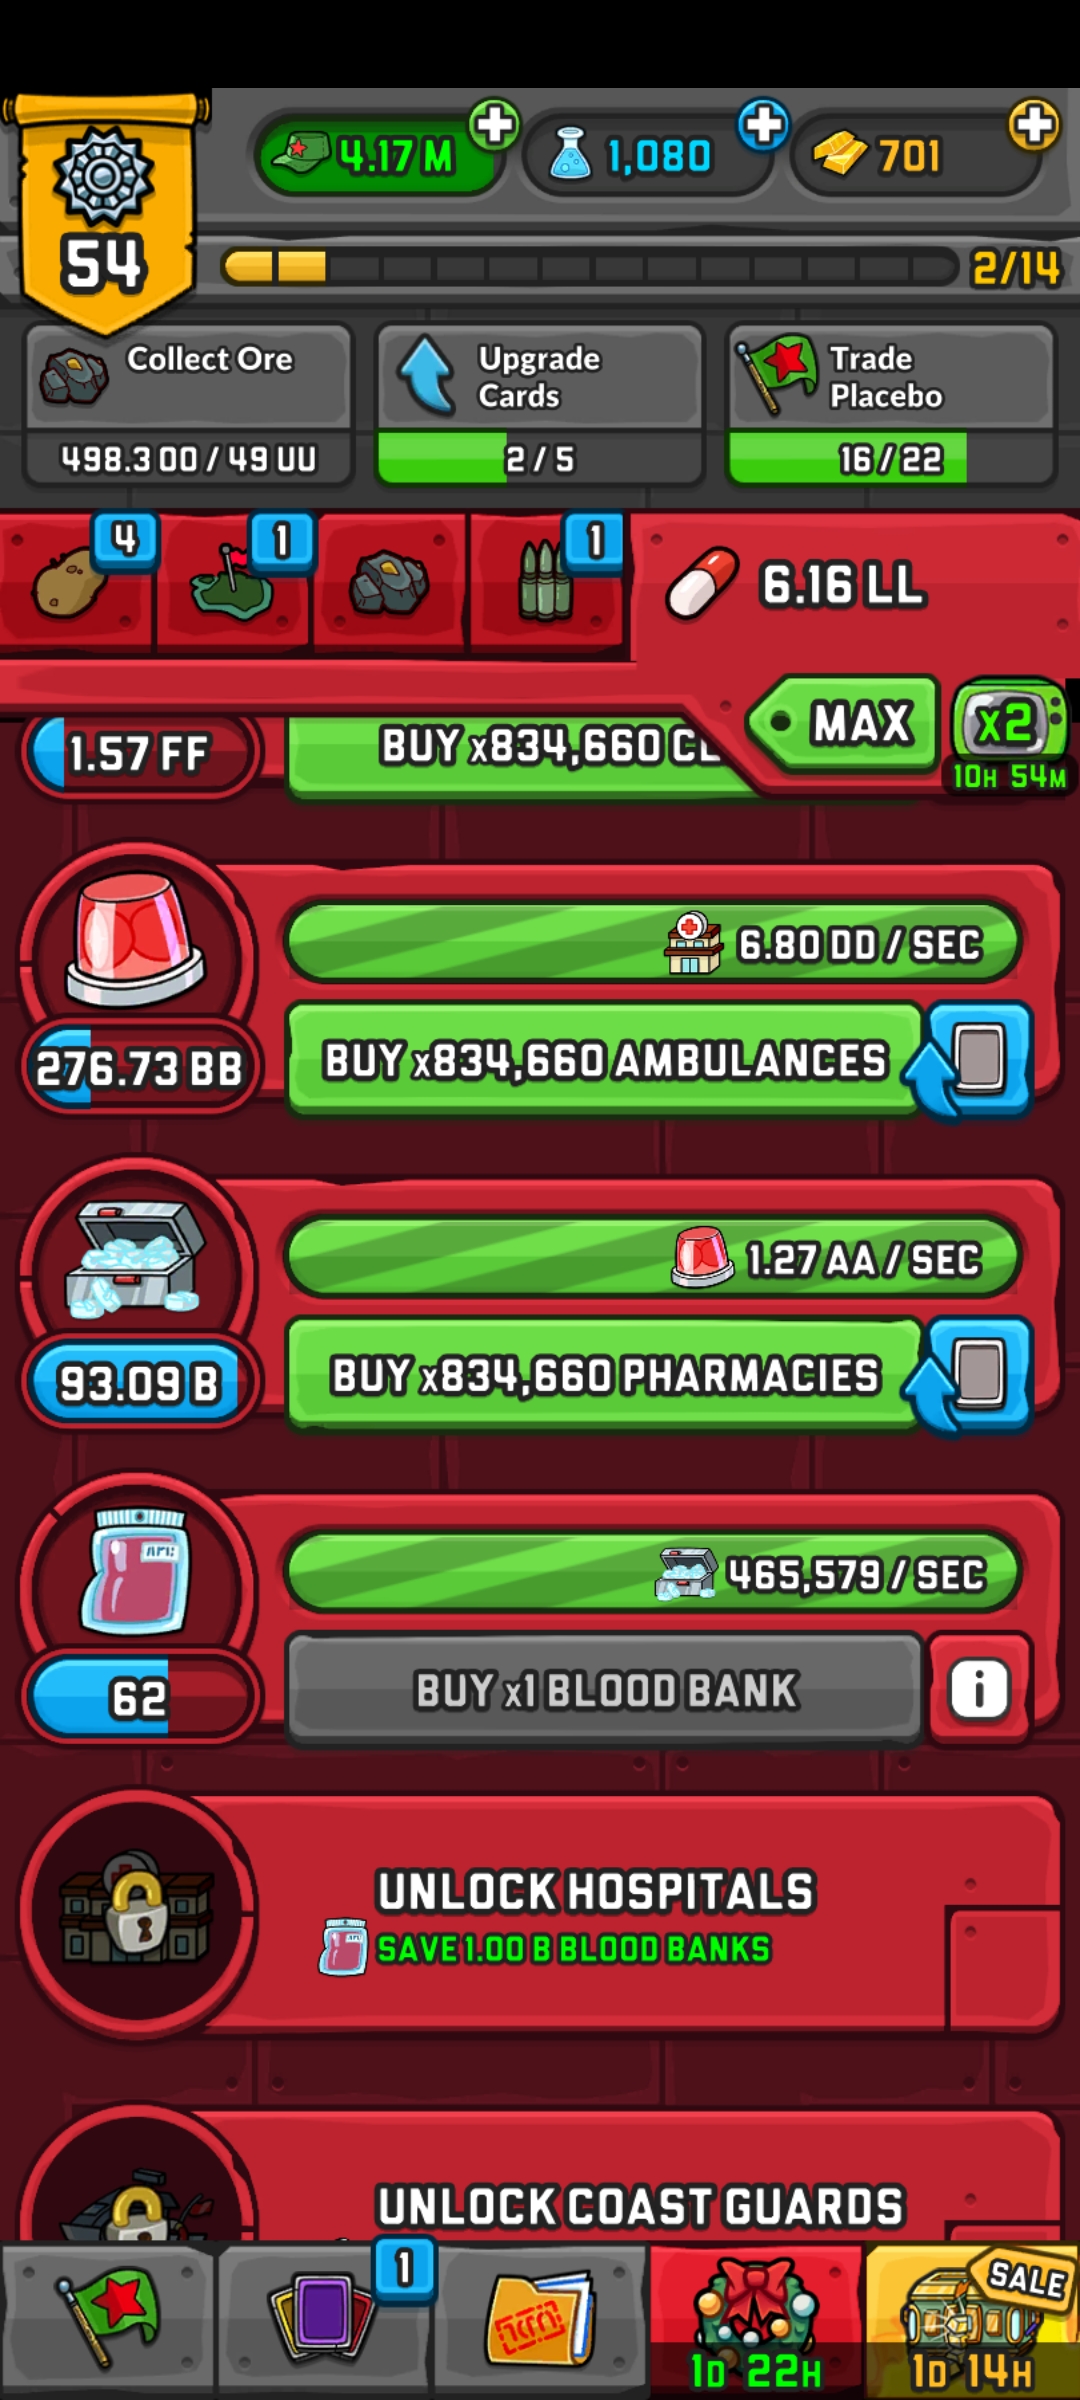 4.17 M
1,080
701
54
2/14
Collect Ore
498.3 OO / 49 UU
Upgrade
Cards
2 / 5
Trade
Placebo
16 / 22
4
1
1
6.16 LL
MAX
x2
10H 54M
1.57 FF
BUY x834,660 CL
6.80 DD / SEC
276.73 BB
BUY x834,660 AMBULANCES
1.27 AA / SEC
93.09 B
BUY x834,660 PHARMACIES
465,579 / SEC
62
BUY x1 BLOOD BANK
i
UNLOCK HOSPITALS
SAVE 1.00 B BLOOD BANKS
UNLOCK COAST GUARDS
1
SALE
1D 22H
1D 14H